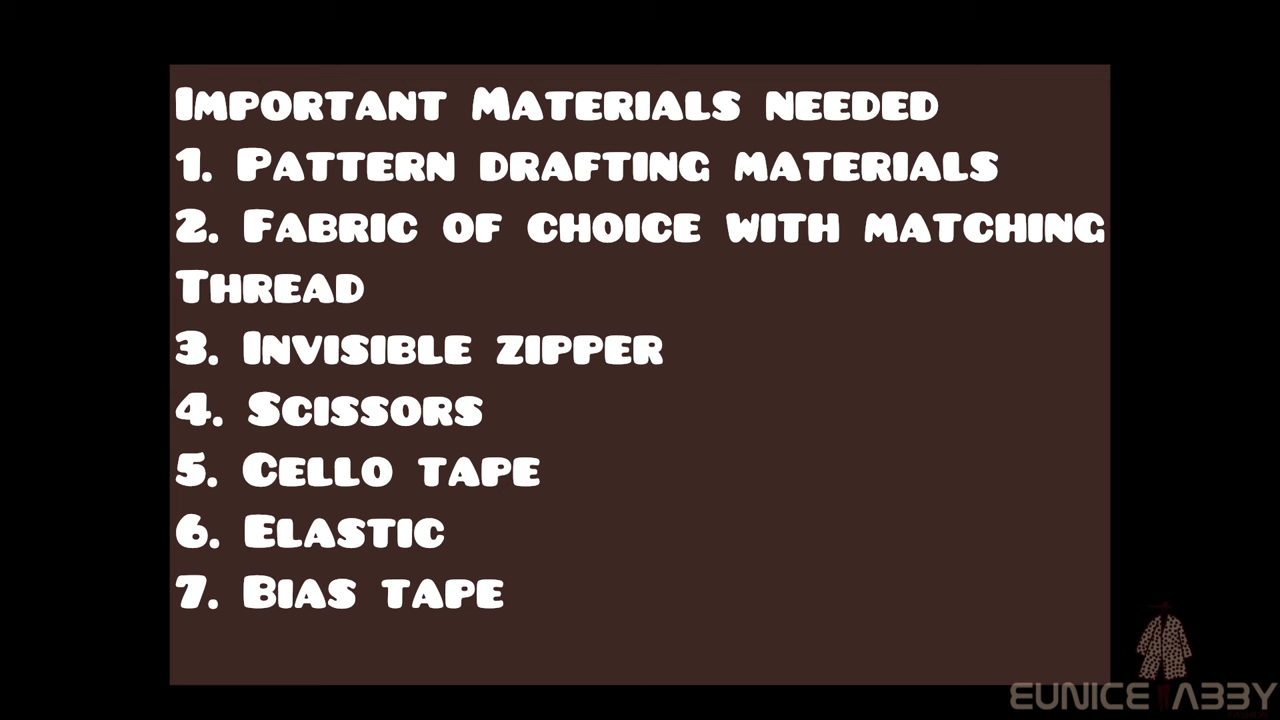 Important Materials needed
1. Pattern drafting materials
2. Fabric of choice with matching
Thread
3. Invisible zipper
4. Scissors
5. Cello tape
6. Elastic
7. Bias tape
EUNICE ABBY